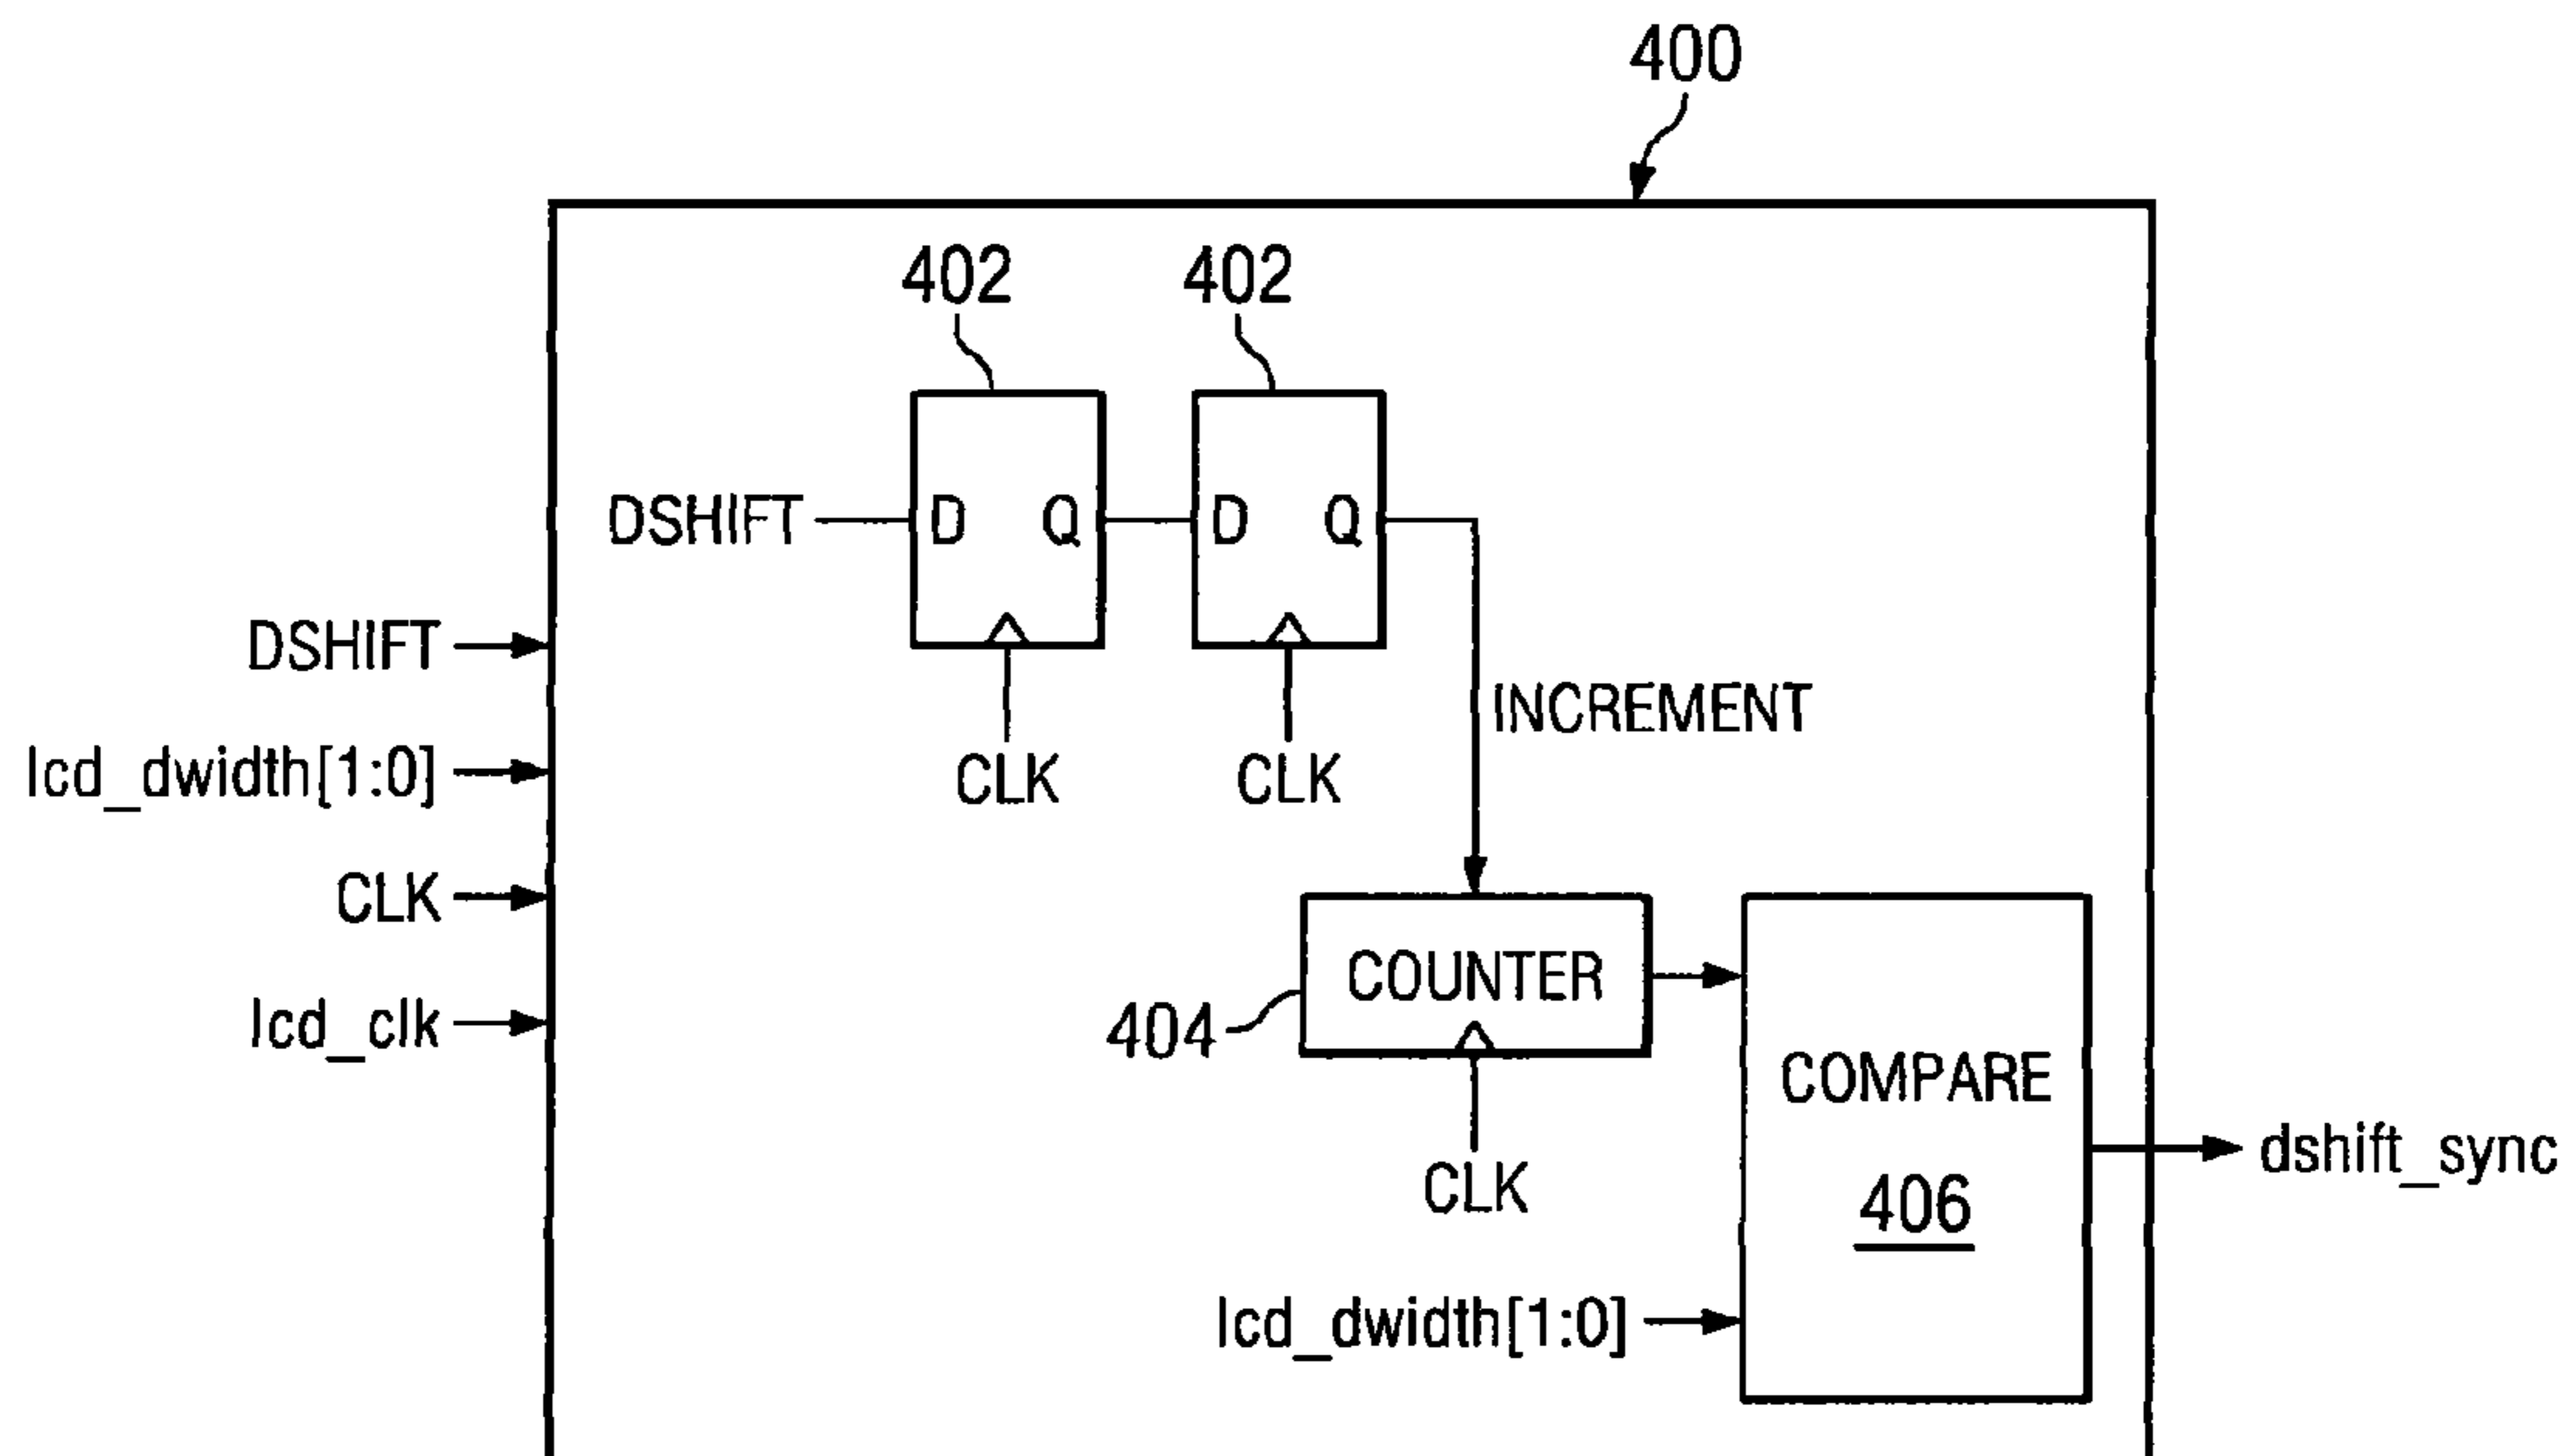 400
402
402
DSHIFT
D
Q
D
Q
DSHIFT
INCREMENT
lcd_dwidth[1:0]
CLK
CLK
CLK
COUNTER
lcd_clk
404
COMPARE
dshift_sync
CLK
406
lcd_dwidth[1:0]